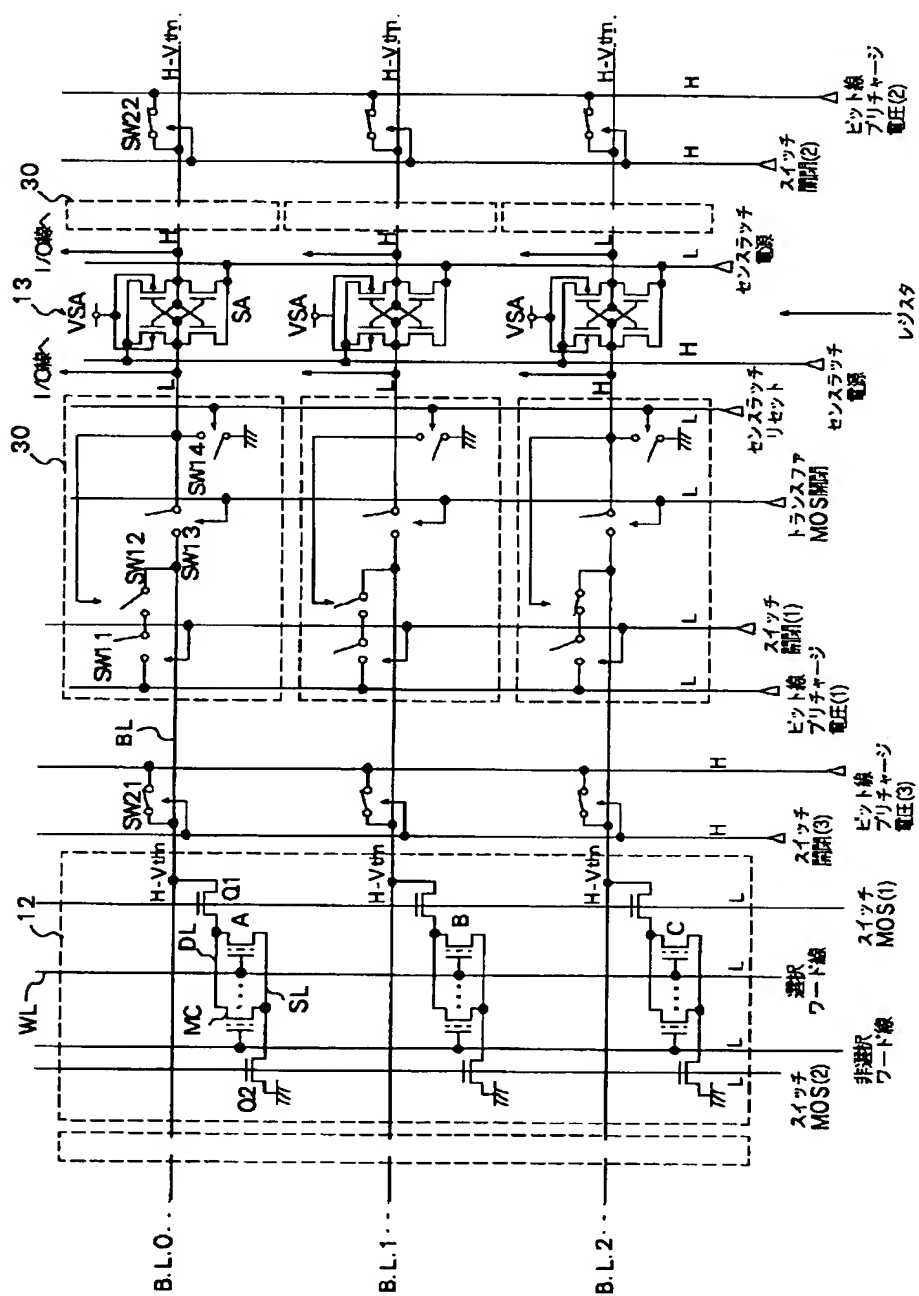 I/O線へ
13
I/O線へ
30
SW22
H-Vthn
VSA
H
L
SA
30
SW11
SW12
SW13
SW14
BL
SW21
H-Vthn
12
WL
DL
Q1
A
MC
SL
Q2
B.L.0‥
VSA
H
H-Vthn
L
H-Vthn
B
B.L.1‥
VSA
L
H-Vthn
H
H-Vthn
C
B.L.2‥
L
L
L
L
H
H
L
L
L
L
H
L
H
H
スイッチ
MOS(2)
非選択
ワード線
選択
ワード線
スイッチ
MOS(1)
スイッチ
開閉(3)
ビット線
プリチャージ
電圧(3)
ビット線
プリチャージ
電圧(1)
スイッチ
開閉(1)
トランスファ
MOS開閉
センスラッチ
リセット
センスラッチ
電源
レジスタ
センスラッチ
電源
スイッチ
開閉(2)
ビット線
プリチャージ
電圧(2)